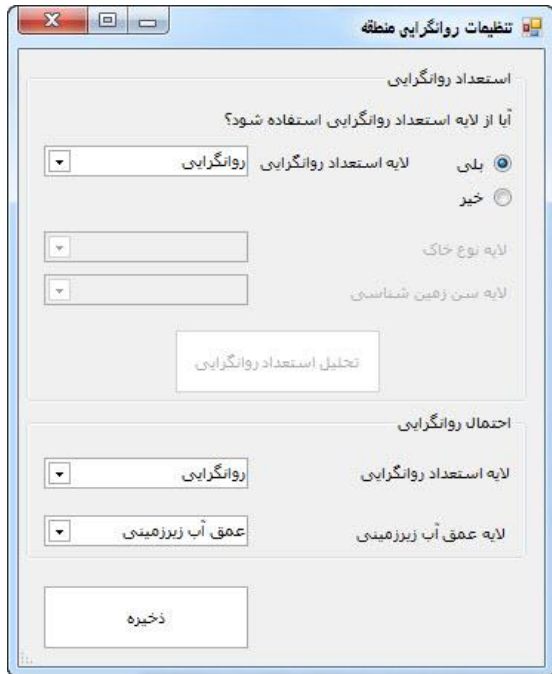 تنظیمات روانگرایی منطقه
استعداد روانگرایی
آیا از لایه استعداد روانگرایی استفاده شود؟
بلی لایه استعداد روانگرایی روانگرایی
خیر
لایه نوع خاک
لایه سن زمین شناسی
تحلیل استعداد روانگرایی
احتمال روانگرایی
لایه استعداد روانگرایی روانگرایی
لایه عمق آب زیرزمینی عمق آب زیرزمینی
ذخیره